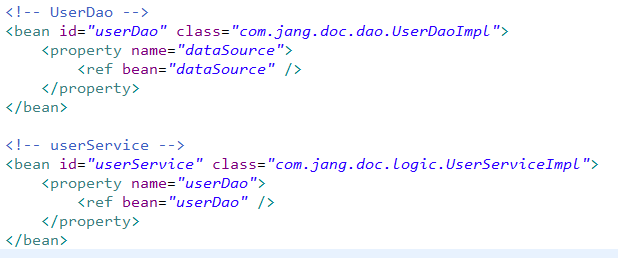 <!-- UserDao -->
<bean id="userDao" class="com.jang.doc.dao.UserDaoImpl">
    <property name="dataSource">
        <ref bean="dataSource" />
    </property>
</bean>

<!-- userService -->
<bean id="userService" class="com.jang.doc.logic.UserServiceImpl">
    <property name="userDao">
        <ref bean="userDao" />
    </property>
</bean>